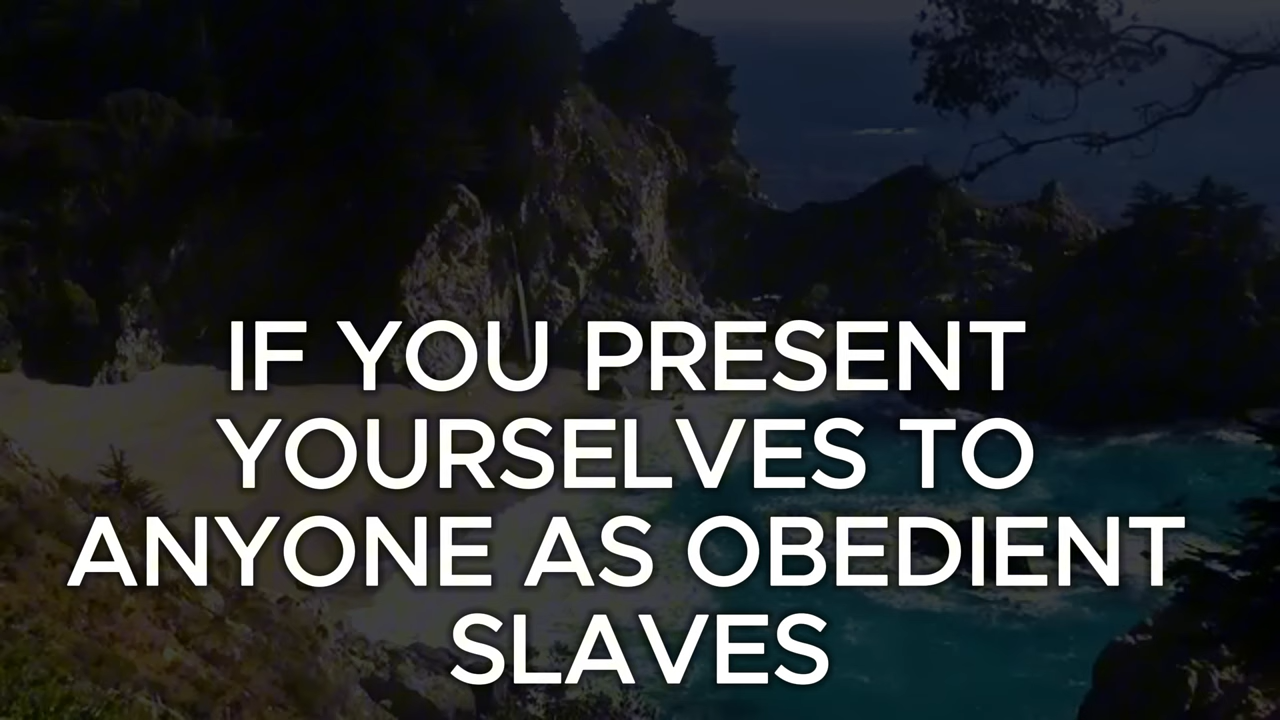 IF YOU PRESENT
YOURSELVES TO
ANYONE AS OBEDIENT
SLAVES